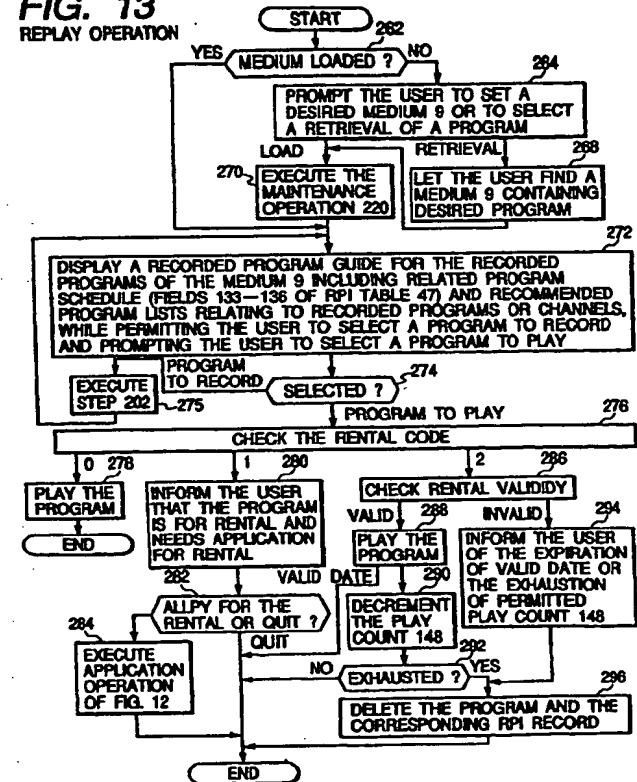 FIG. 13
REPLAY OPERATION
START
262
YES
MEDIUM LOADED ?
NO
264
PROMPT THE USER TO SET A
DESIRED MEDIUM 9 OR TO SELECT
A RETRIEVAL OF A PROGRAM
LOAD
RETRIEVAL
268
270
EXECUTE THE
MAINTENANCE
OPERATION 220
LET THE USER FIND A
MEDIUM 9 CONTAINING
DESIRED PROGRAM
272
DISPLAY A RECORDED PROGRAM GUIDE FOR THE RECORDED
PROGRAMS OF THE MEDIUM 9 INCLUDING RELATED PROGRAM
SCHEDULE (FIELDS 133—136 OF RPI TABLE 47) AND RECOMMENDED
PROGRAM LISTS RELATING TO RECORDED PROGRAMS OR CHANNELS,
WHILE PERMITTING THE USER TO SELECT A PROGRAM TO RECORD
AND PROMPTING THE USER TO SELECT A PROGRAM TO PLAY
PROGRAM
TO RECORD
274
EXECUTE
STEP 202
275
SELECTED ?
PROGRAM TO PLAY
276
CHECK THE RENTAL CODE
0
278
1
280
2
286
PLAY THE
PROGRAM
END
INFORM THE USER
THAT THE PROGRAM
IS FOR RENTAL AND
NEEDS APPLICATION
FOR RENTAL
CHECK RENTAL VALIDIDY
VALID
288
INVALID
294
PLAY THE
PROGRAM
INFORM THE USER
OF THE EXPIRATION
OF VALID DATE OR
THE EXHAUSTION
OF PERMITTED
PLAY COUNT 148
282
VALID DATE
290
ALLPY FOR THE
RENTAL OR QUIT ?
DECREMENT
THE PLAY
COUNT 148
284
QUIT
292
EXECUTE
APPLICATION
OPERATION
OF FIG. 12
NO
EXHAUSTED ?
YES
296
DELETE THE PROGRAM AND THE
CORRESPONDING RPI RECORD
END